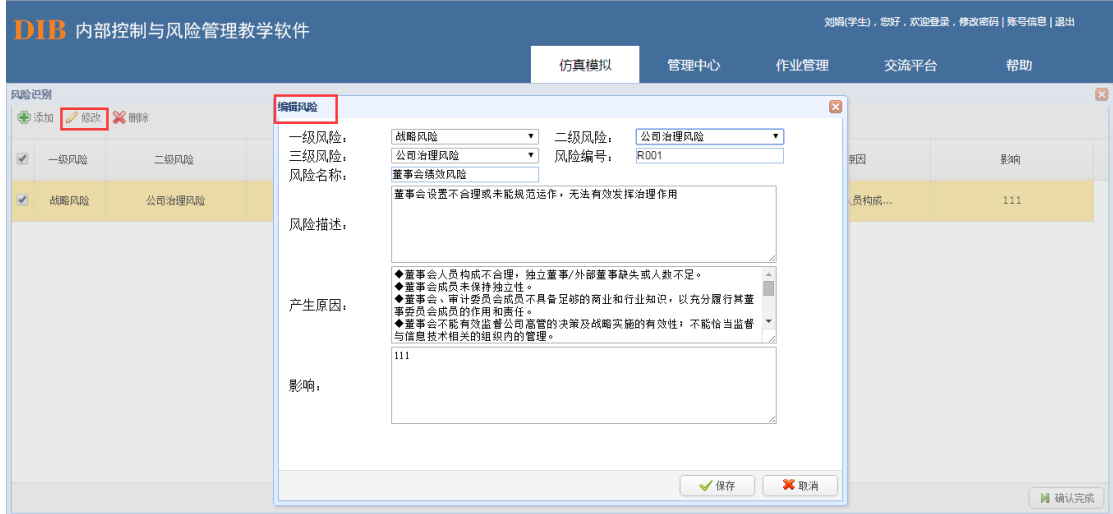 DIB 内部控制与风险管理教学软件
刘娟(学生)，您好，欢迎登录，修改密码 | 账号信息 | 退出
仿真模拟 管理中心 作业管理 交流平台 帮助
风险识别
添加 修改 删除
一级风险 二级风险 原因 影响
战略风险 公司治理风险 人员构成... 111
编辑风险
一级风险： 战略风险 二级风险： 公司治理风险
三级风险： 公司治理风险 风险编号： R001
风险名称： 董事会绩效风险
风险描述： 董事会设置不合理或未能规范运作，无法有效发挥治理作用
产生原因：
◆董事会人员构成不合理，独立董事/外部董事缺失或人数不足。
◆董事会成员未保持独立性。
◆董事会、审计委员会成员不具备足够的商业和行业知识，以充分履行其董
事委员会成员的作用和责任。
◆董事会不能有效监督公司高管的决策及战略实施的有效性；不能恰当监督
与信息技术相关的组织内的管理。
影响： 111
保存 取消
确认完成